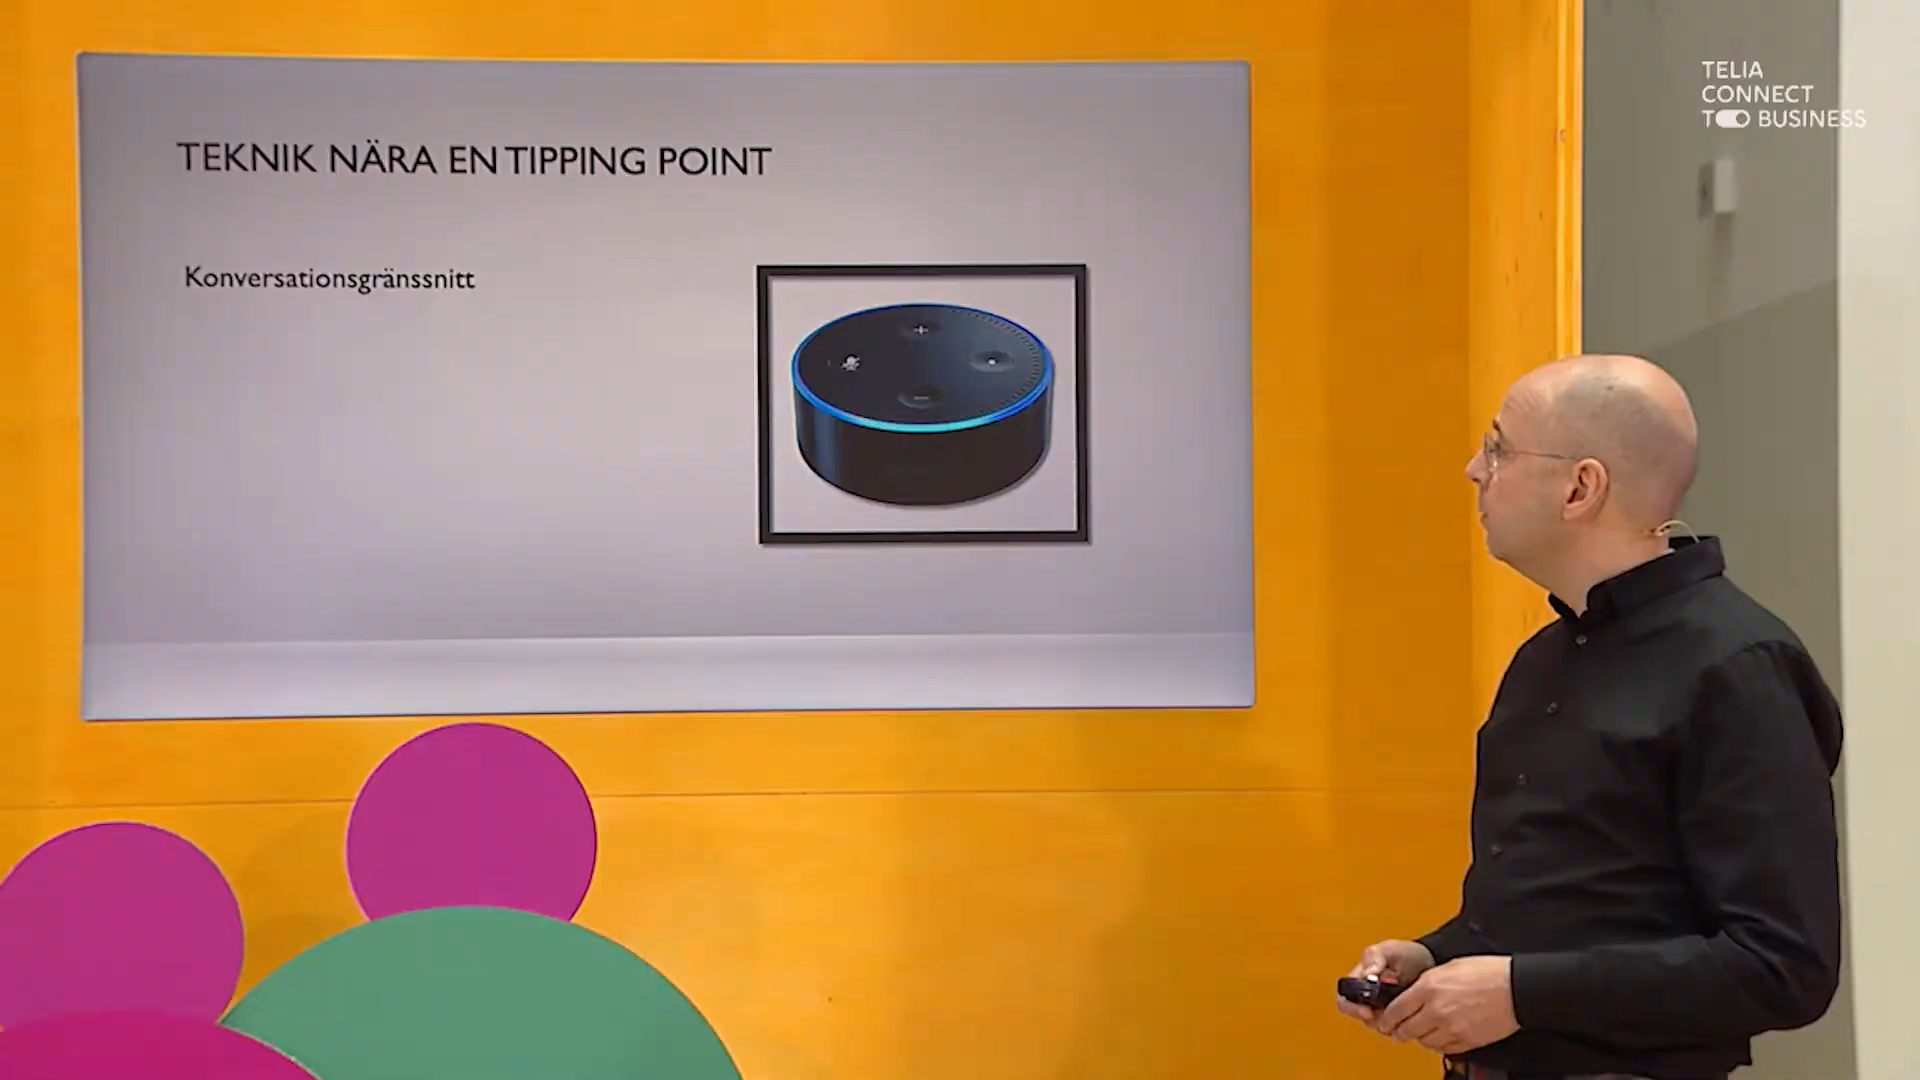 TEKNIK NÄRA EN TIPPING POINT
Konversationsgränssnitt
TELIA
CONNECT
TO BUSINESS